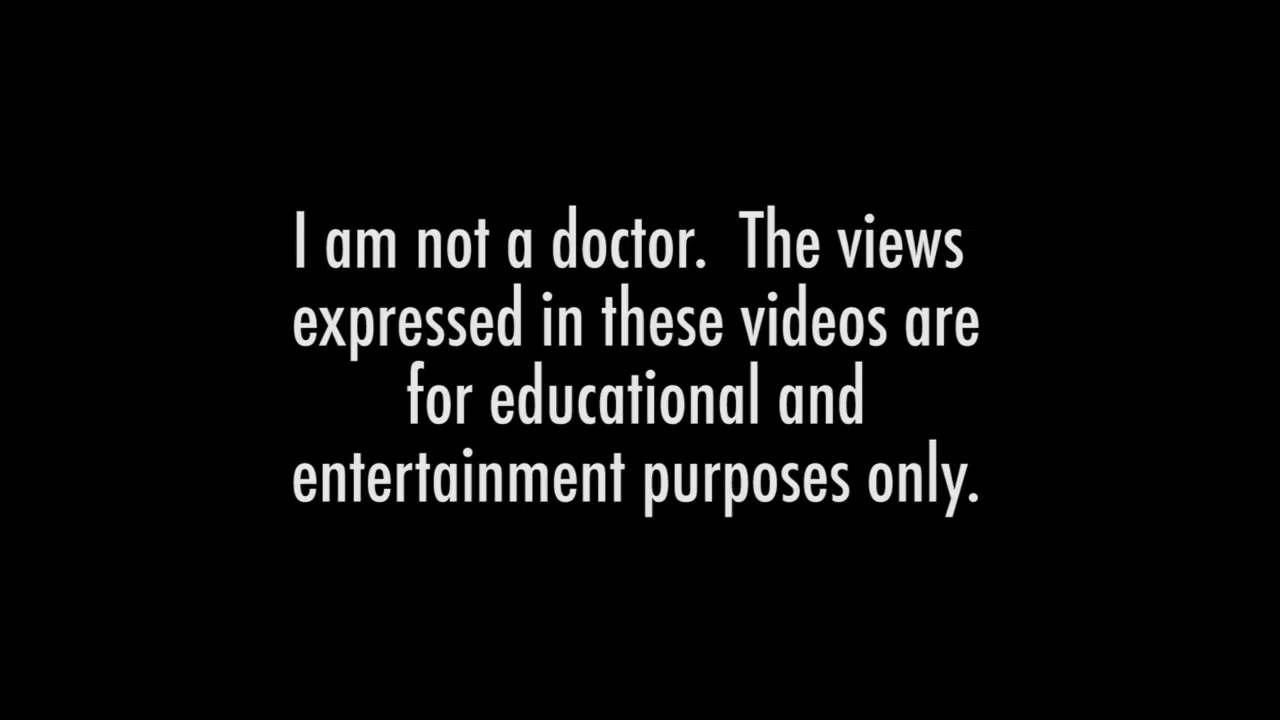 I am not a doctor.  The views
expressed in these videos are
for educational and
entertainment purposes only.